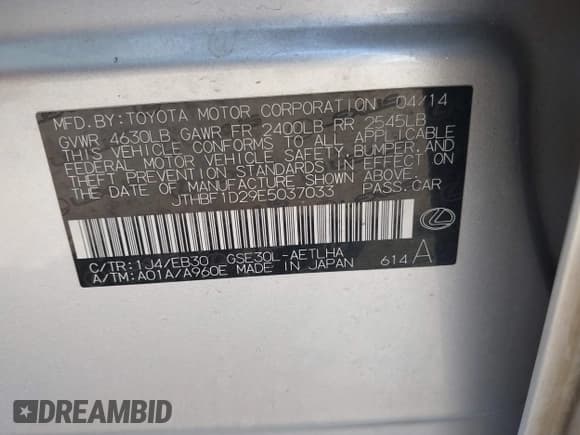 MFD. BY: TOYOTA MOTOR CORPORATION 04/14
GVWR 4630LB GAWR FR 2400LB RR 2545LB
THIS VEHICLE CONFORMS TO ALL APPLICABLE
FEDERAL MOTOR VEHICLE SAFETY, BUMPER, AND
THEFT PREVENTION STANDARDS IN EFFECT ON
THE DATE OF MANUFACTURE SHOWN ABOVE.
JTHBF1D29E5037033 PASS. CAR
C/TR: 1J4/EB30 GSE30L-AETLHA
A/TM: A01A/A960E MADE IN JAPAN 614 A
DREAMBID